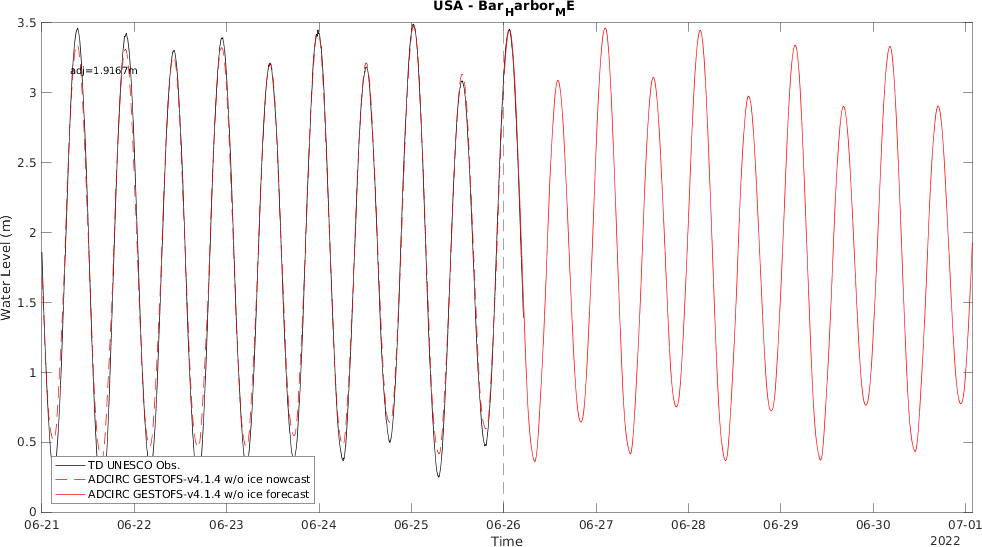 USA - Bar_Harbor_ME
3.5
adj=1.9167m
3
2.5
2
Water Level (m)
1.5
1
0.5
TD UNESCO Obs.
ADCIRC GESTOFS-v4.1.4 w/o ice nowcast
ADCIRC GESTOFS-v4.1.4 w/o ice forecast
0
06-21 06-22 06-23 06-24 06-25 06-26 06-27 06-28 06-29 06-30 07-01
Time 2022